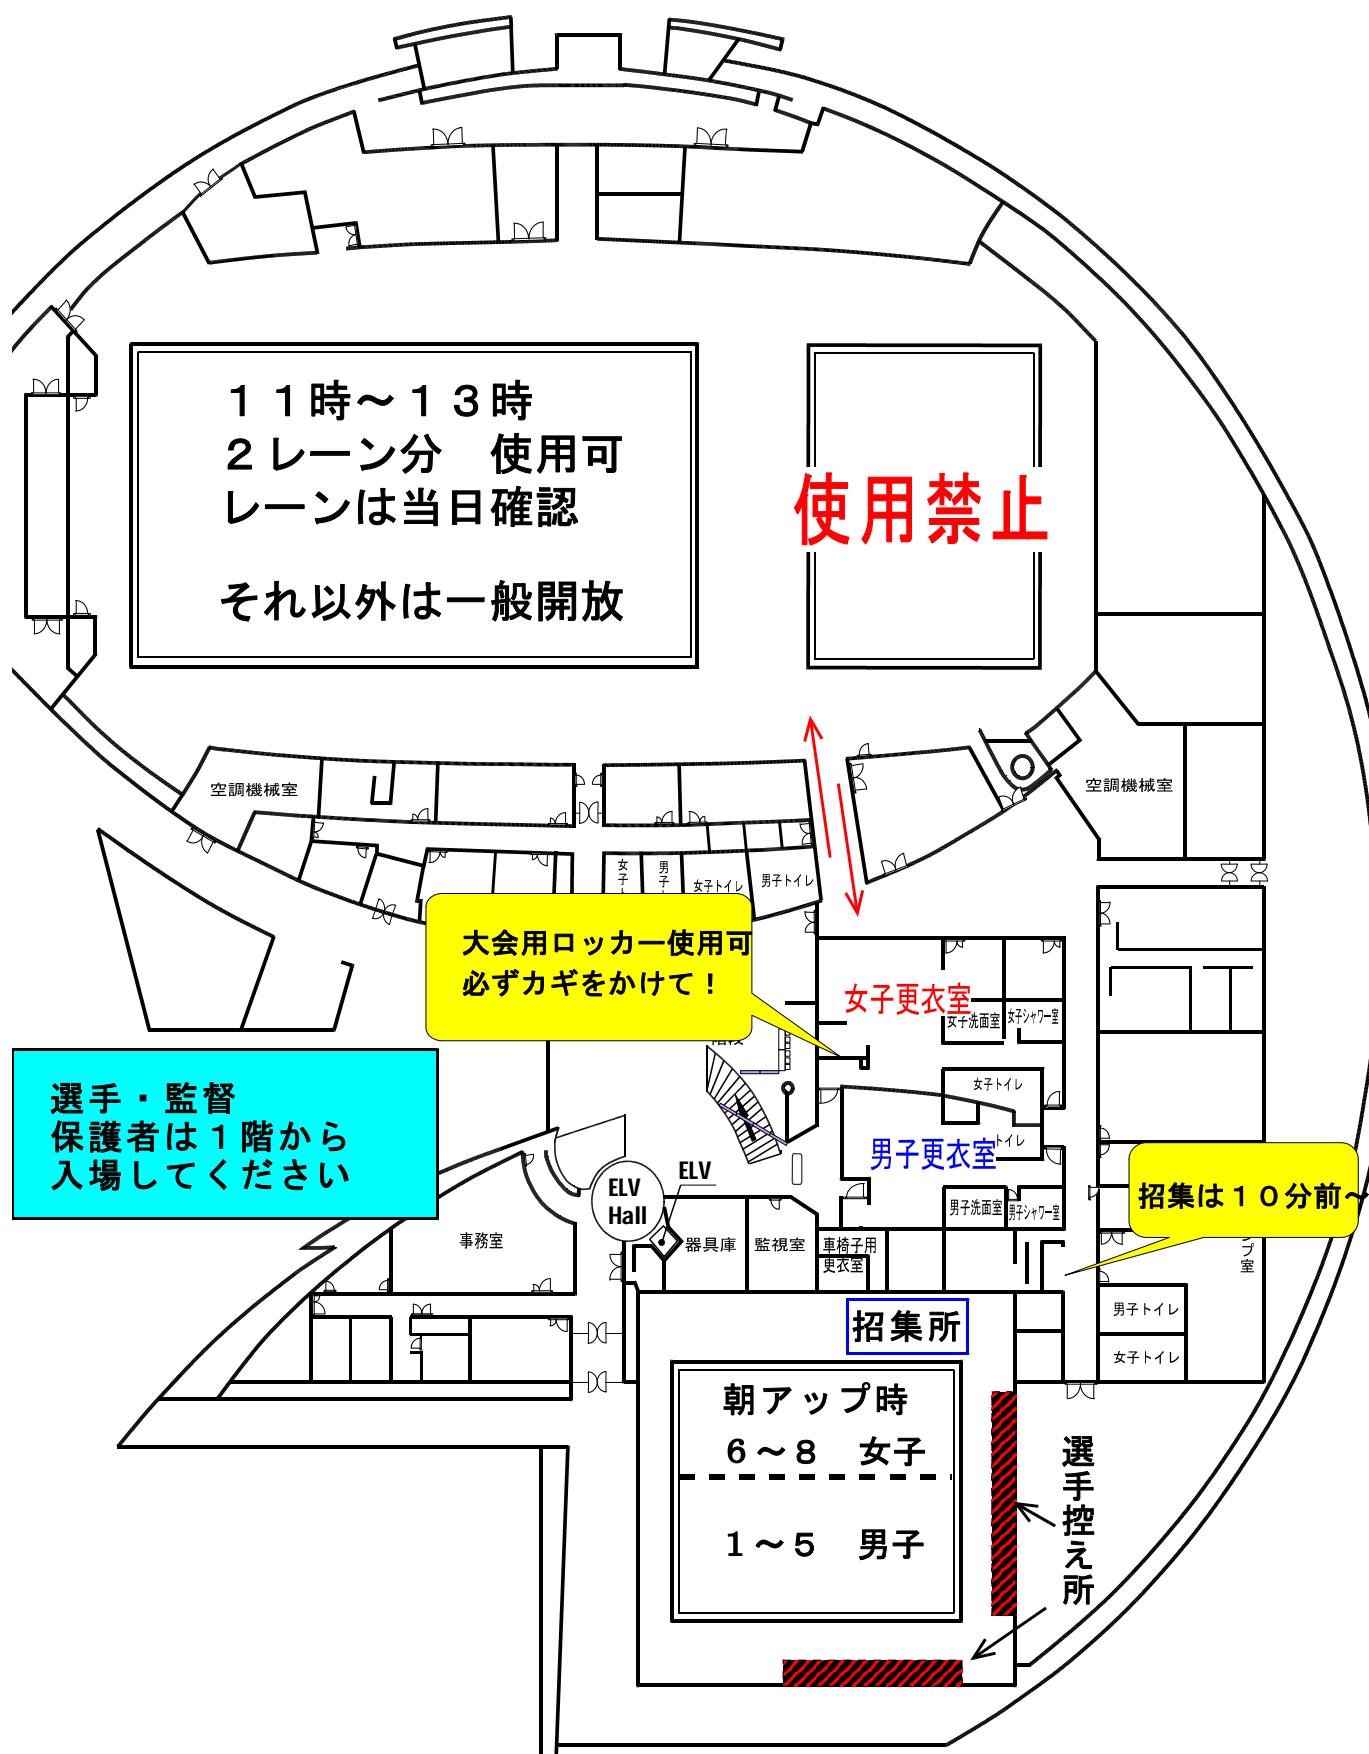 １１時～１３時
２レーン分　使用可
レーンは当日確認
それ以外は一般開放
使用禁止
空調機械室
空調機械室
女子ト
男子
女子トイレ
男子トイレ
大会用ロッカー使用可
必ずカギをかけて！
女子更衣室
女子洗面室
女子シャワー室
女子トイレ
選手・監督
保護者は１階から
入場してください
男子更衣室
トイレ
ELV
ELV
Hall
招集は１０分前～
男子洗面室
男子シャワー室
事務室
器具庫
監視室
車椅子用
更衣室
プ室
招集所
男子トイレ
女子トイレ
朝アップ時
６～８　女子
１～５　男子
選手控え所